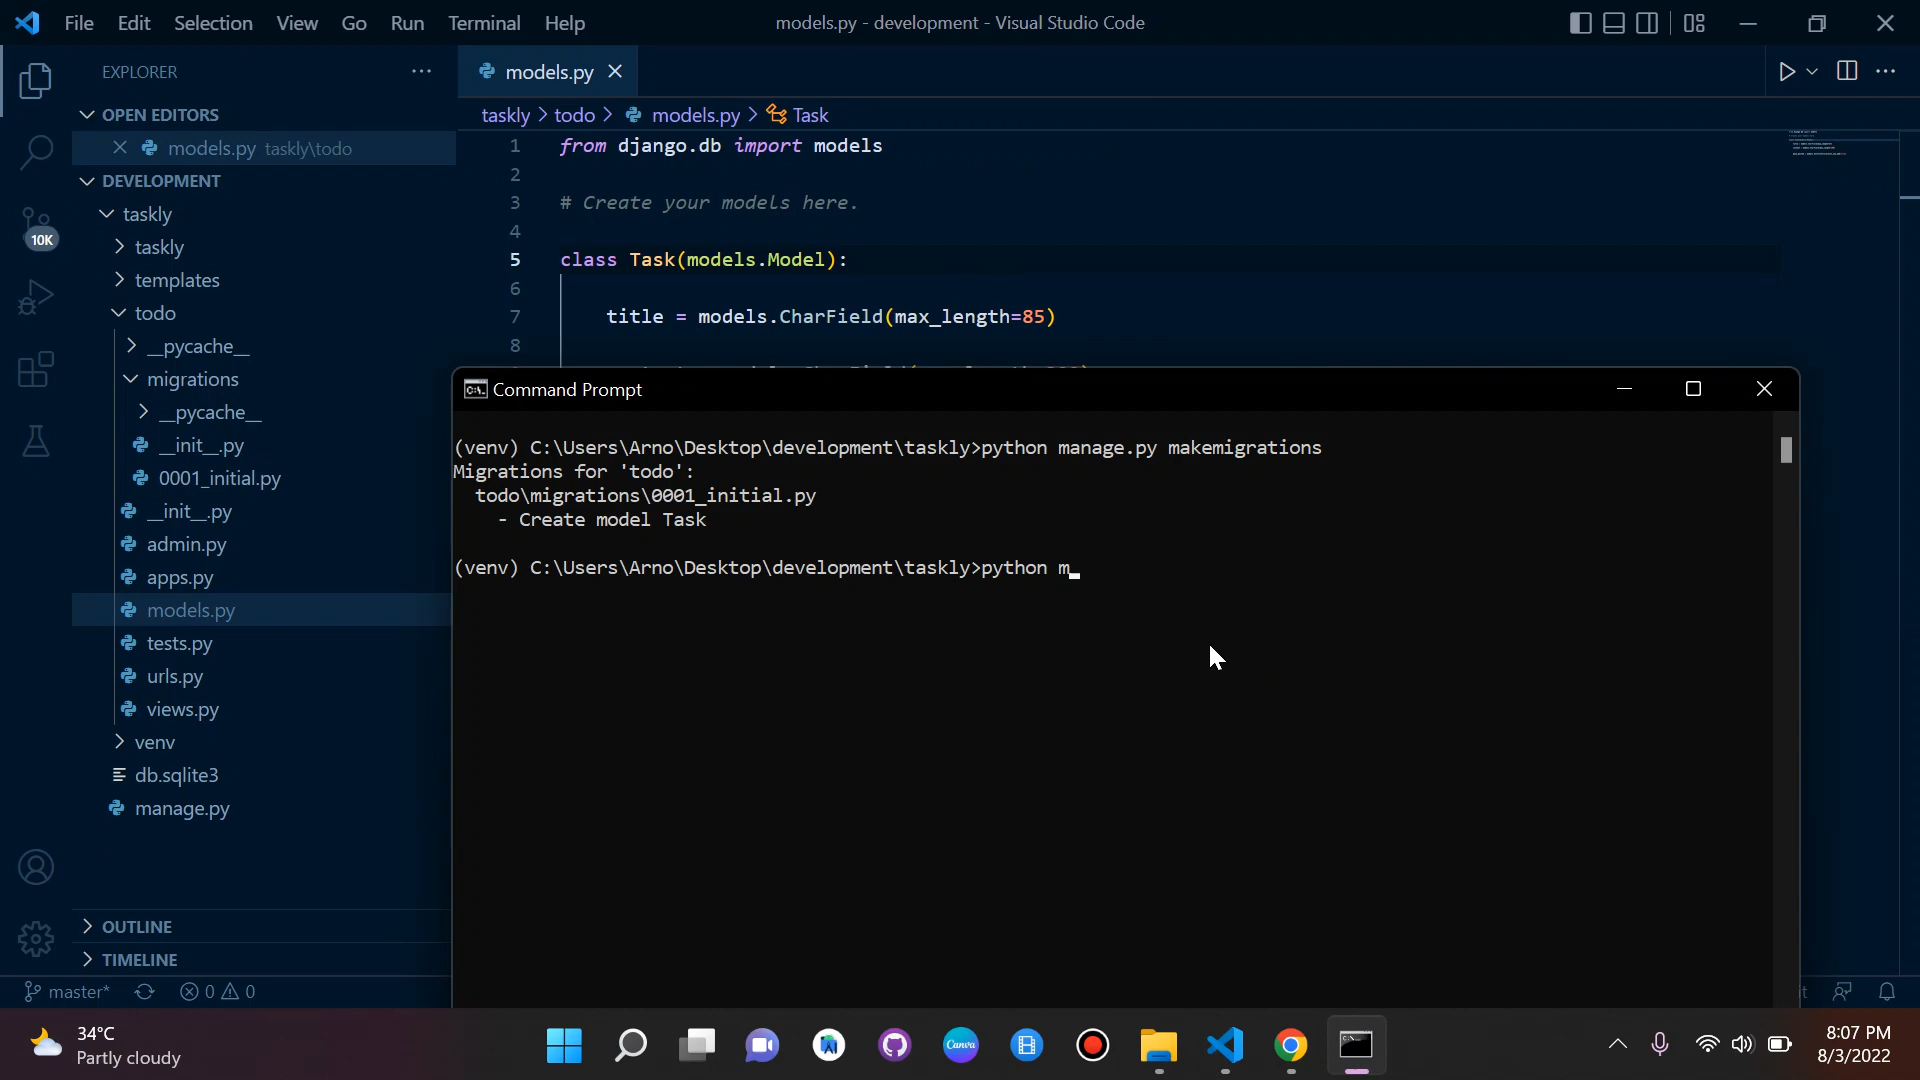 File Edit Selection View Go Run Terminal Help
models.py - development - Visual Studio Code
EXPLORER
OPEN EDITORS
models.py taskly\todo
DEVELOPMENT
taskly
taskly
templates
todo
__pycache__
migrations
__pycache__
__init__.py
0001_initial.py
__init__.py
admin.py
apps.py
models.py
tests.py
urls.py
views.py
venv
db.sqlite3
manage.py
OUTLINE
TIMELINE
10K
models.py
taskly > todo > models.py > Task
1 from django.db import models
2
3 # Create your models here.
4
5 class Task(models.Model):
6
7 title = models.CharField(max_length=85)
8
Command Prompt
(venv) C:\Users\Arno\Desktop\development\taskly>python manage.py makemigrations
Migrations for 'todo':
todo\migrations\0001_initial.py
- Create model Task
(venv) C:\Users\Arno\Desktop\development\taskly>python m_
master* 0 0
34°C
Partly cloudy
Canva
8:07 PM
8/3/2022